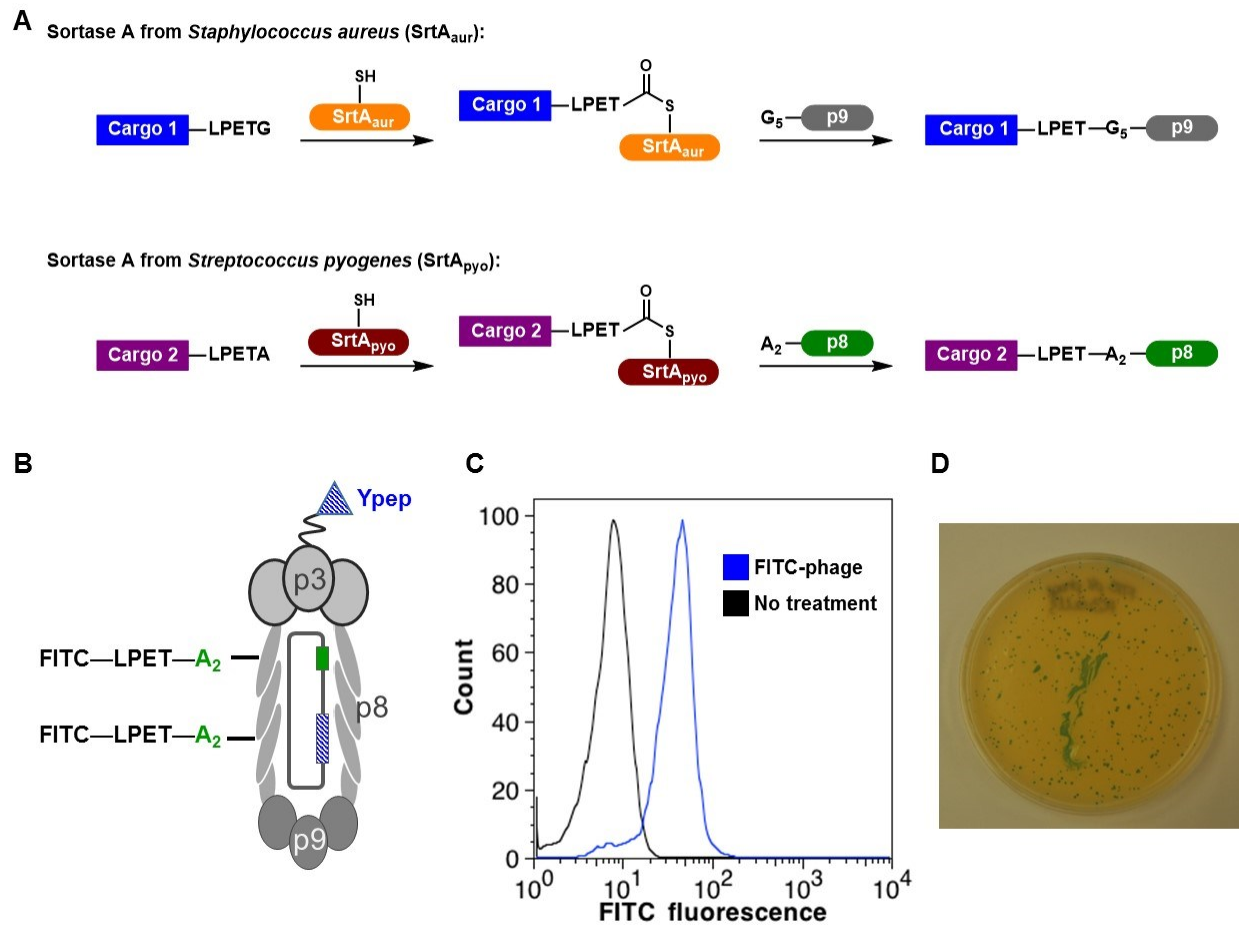 A
Sortase A from Staphylococcus aureus (SrtAaur):
Cargo 1 LPETG
SH
SrtAaur
Cargo 1 LPET
O
S
SrtAaur
G5 p9
Cargo 1 LPET G5 p9
Sortase A from Streptococcus pyogenes (SrtApyo):
Cargo 2 LPETA
SH
SrtApyo
Cargo 2 LPET
O
S
SrtApyo
A2 p8
Cargo 2 LPET A2 p8
B
Ypep
p3
FITC—LPET—A2
p8
FITC—LPET—A2
p9
C
100
80
60
40
20
0
Count
FITC-phage
No treatment
10^0 10^1 10^2 10^3 10^4
FITC fluorescence
D